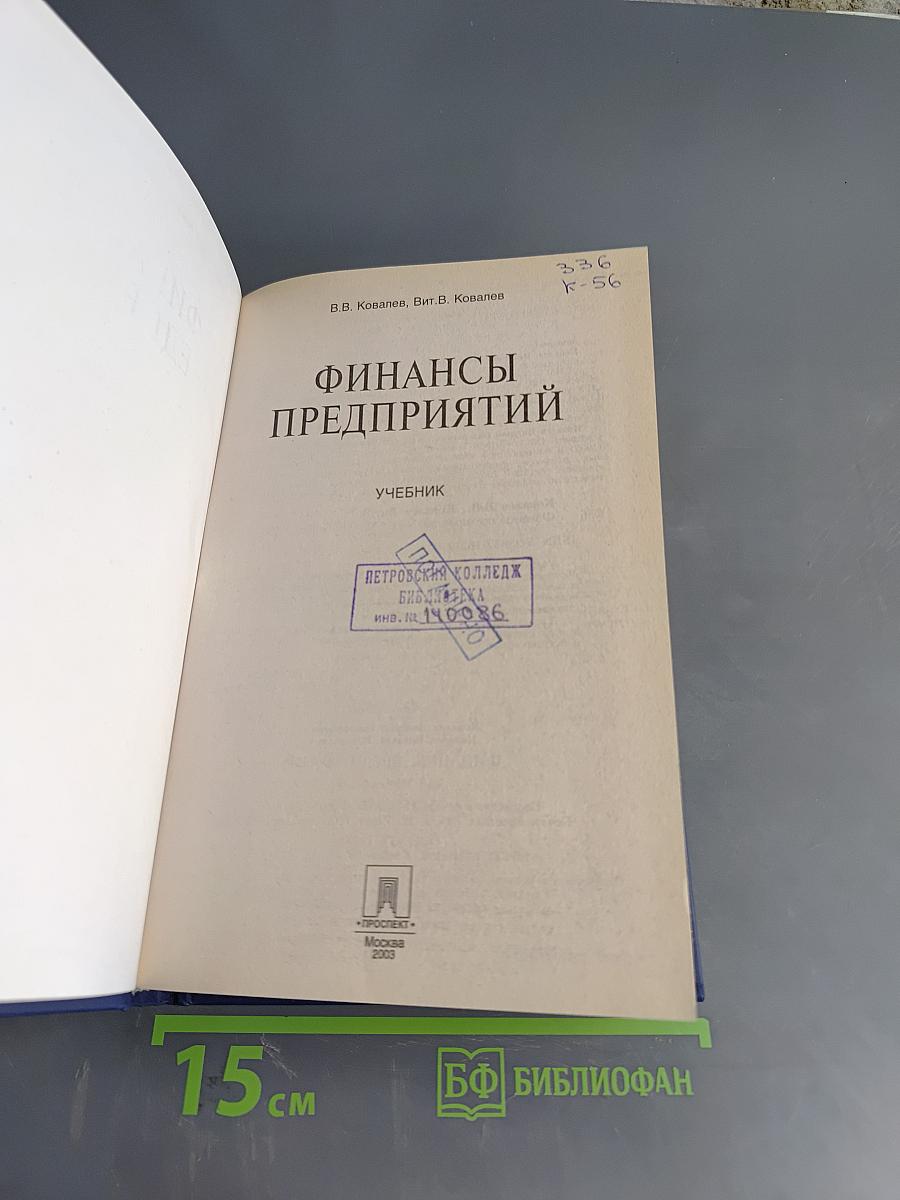 336
К-56
В.В. Ковалев, Вит.В. Ковалев
ФИНАНСЫ
ПРЕДПРИЯТИЙ
УЧЕБНИК
ПЕТРОВСКИЙ КОЛЛЕДЖ
БИБЛИОТЕКА
ИНВ. № 140086
• ПРОСПЕКТ •
Москва
2003
15 см
БФ БИБЛИОФАН